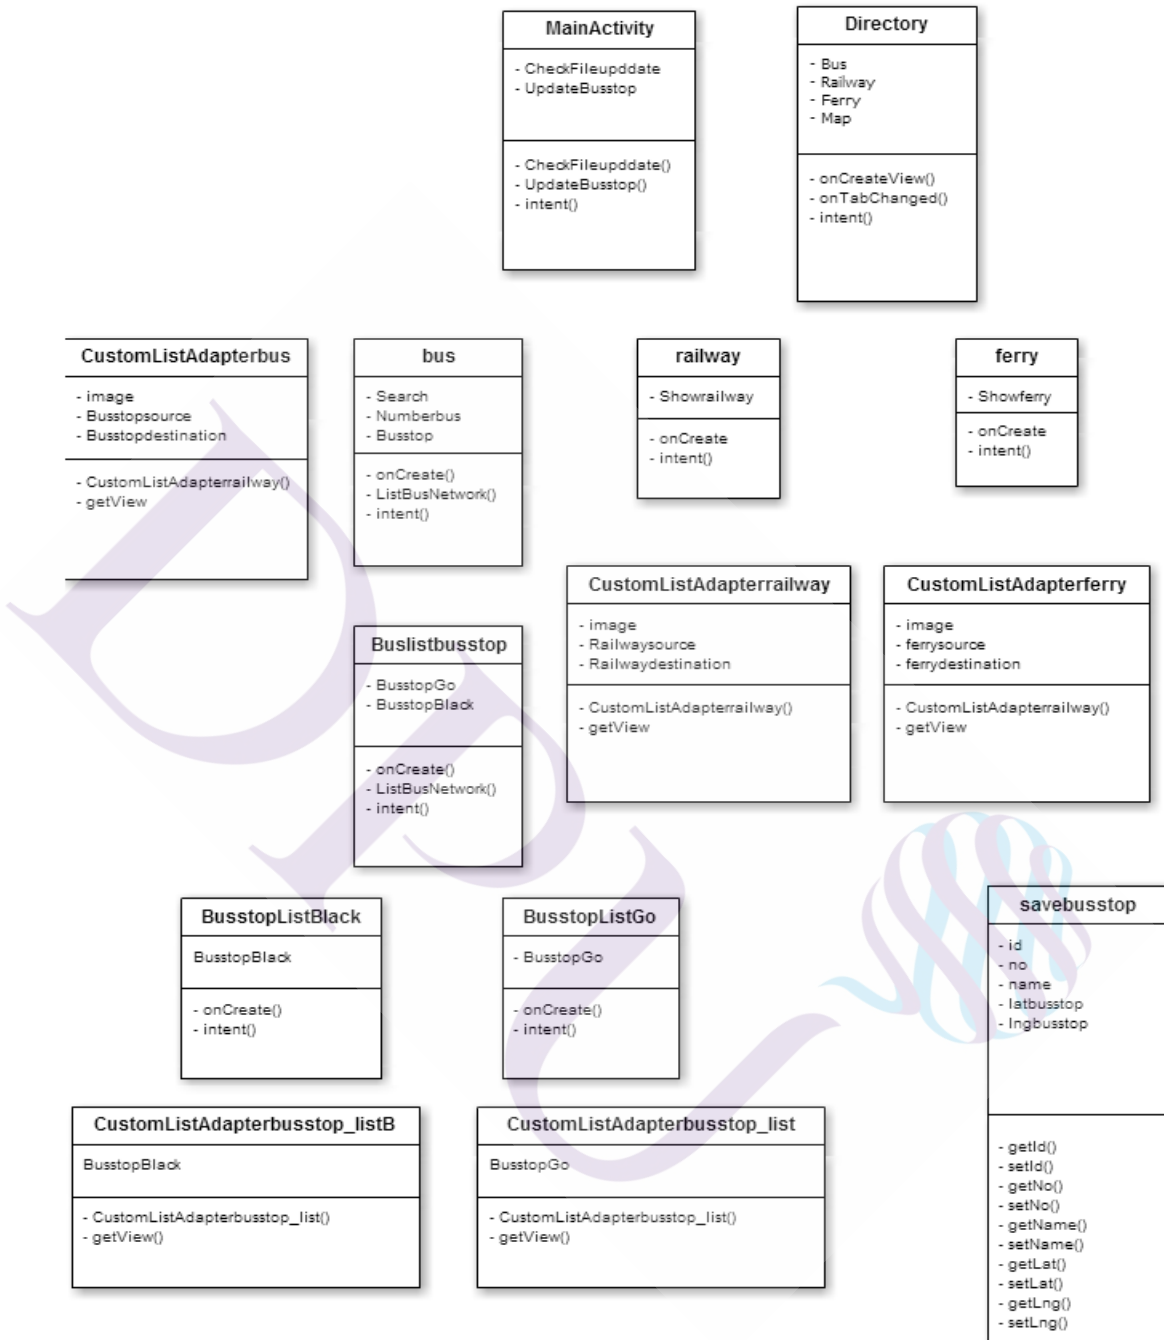 MainActivity
- CheckFileupddate
- UpdateBusstop
- CheckFileupddate()
- UpdateBusstop()
- intent()
Directory
- Bus
- Railway
- Ferry
- Map
- onCreateView()
- onTabChanged()
- intent()
CustomListAdapterbus
- image
- Busstopsource
- Busstopdestination
- CustomListAdapterrailway()
- getView
bus
- Search
- Numberbus
- Busstop
- onCreate()
- ListBusNetwork()
- intent()
railway
- Showrailway
- onCreate
- intent()
ferry
- Showferry
- onCreate
- intent()
CustomListAdapterrailway
- image
- Railwaysource
- Railwaydestination
- CustomListAdapterrailway()
- getView
CustomListAdapterferry
- image
- ferrysource
- ferrydestination
- CustomListAdapterrailway()
- getView
Buslistbusstop
- BusstopGo
- BusstopBlack
- onCreate()
- ListBusNetwork()
- intent()
BusstopListBlack
BusstopBlack
- onCreate()
- intent()
BusstopListGo
- BusstopGo
- onCreate()
- intent()
savebusstop
- id
- no
- name
- latbusstop
- lngbusstop
- getId()
- setId()
- getNo()
- setNo()
- getName()
- setName()
- getLat()
- setLat()
- getLng()
- setLng()
CustomListAdapterbusstop_listB
BusstopBlack
- CustomListAdapterbusstop_list()
- getView()
CustomListAdapterbusstop_list
BusstopGo
- CustomListAdapterbusstop_list()
- getView()
DPU